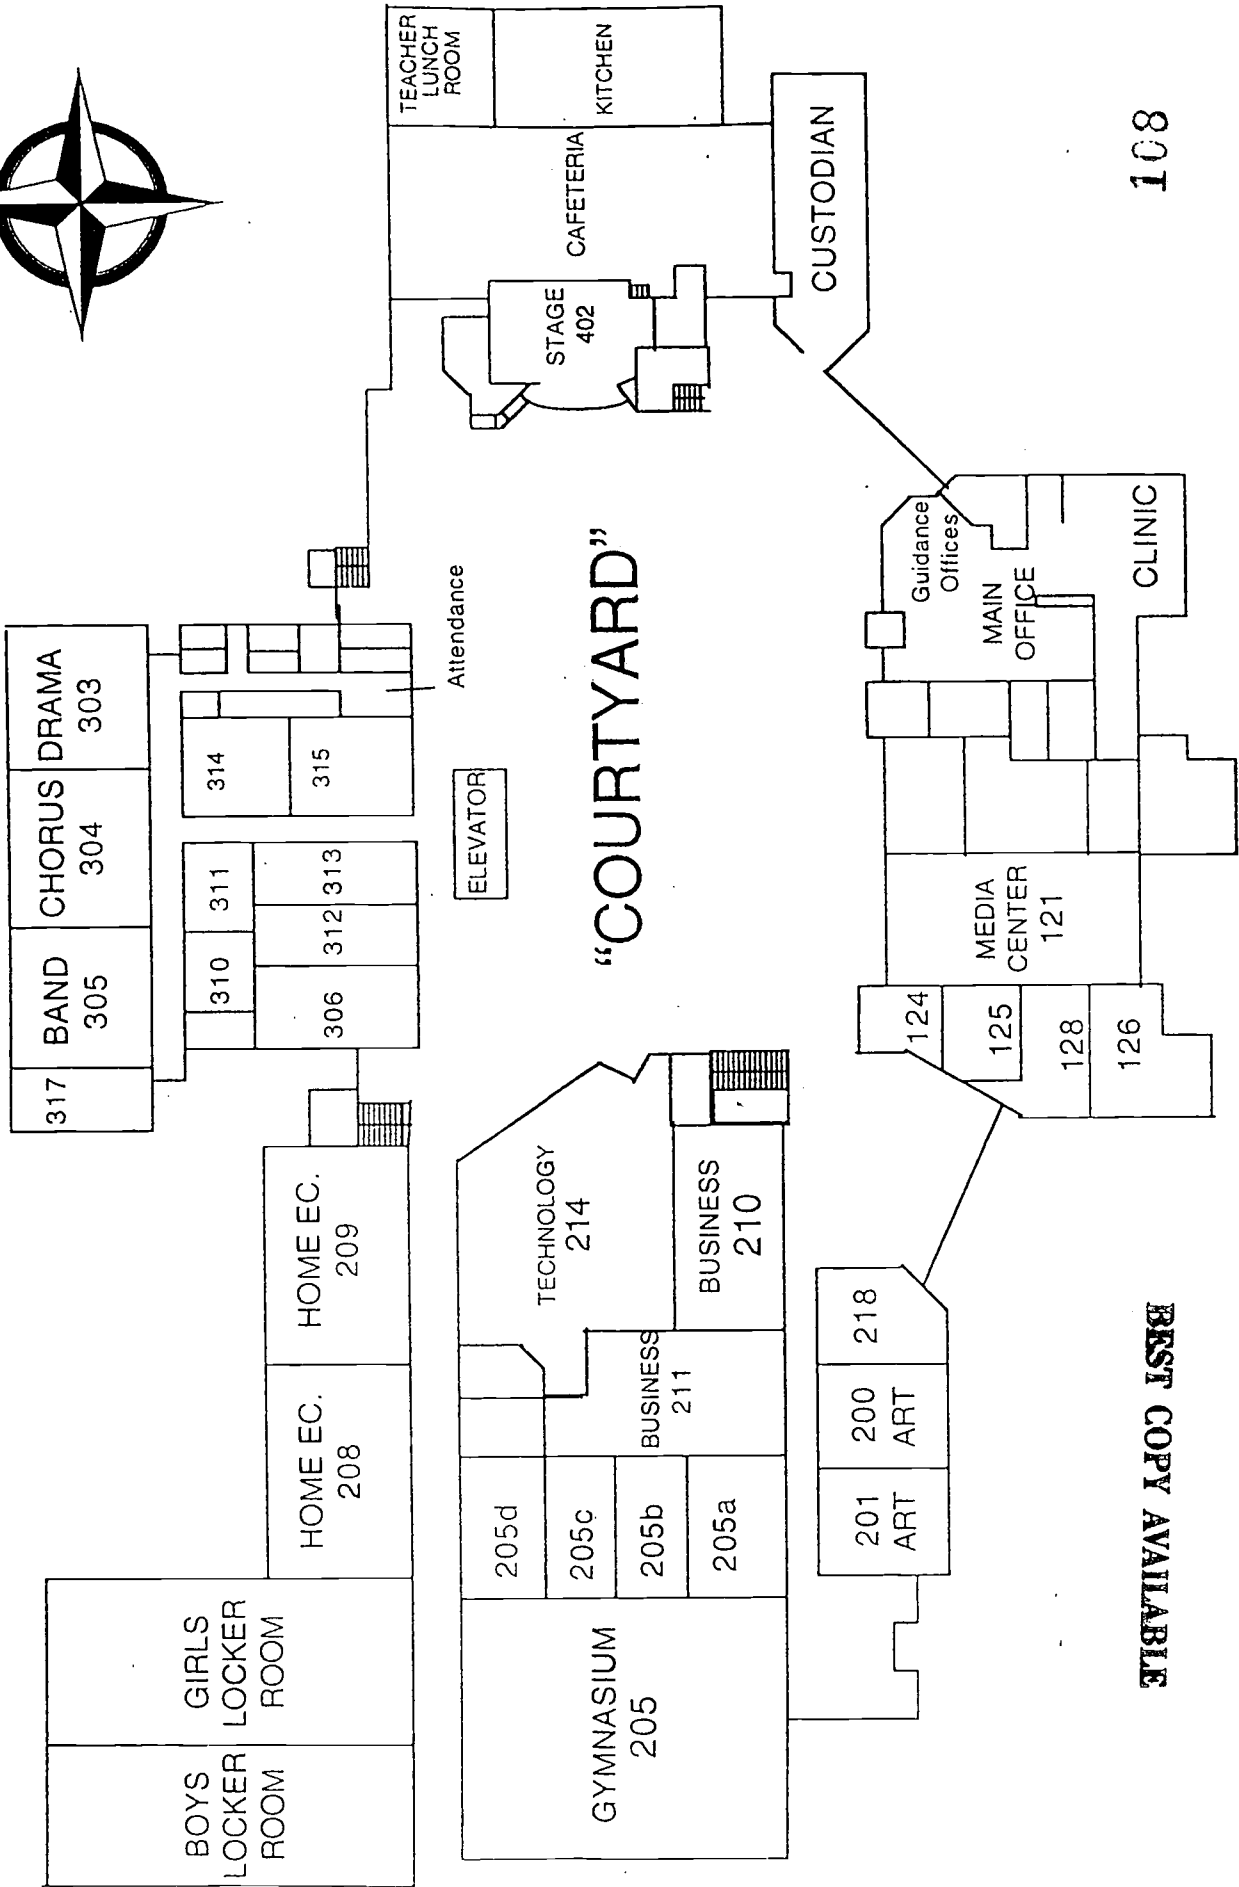 317
BAND
305
CHORUS
304
DRAMA
303
TEACHER
LUNCH
ROOM
KITCHEN
CAFETERIA
STAGE
402
CUSTODIAN
310
311
306
312
313
314
315
Attendance
ELEVATOR
"COURTYARD"
BOYS
LOCKER
ROOM
GIRLS
LOCKER
ROOM
HOME EC.
208
HOME EC.
209
GYMNASIUM
205
205d
205c
205b
205a
BUSINESS
211
TECHNOLOGY
214
BUSINESS
210
201
ART
200
ART
218
124
125
128
126
MEDIA
CENTER
121
Guidance
Offices
MAIN
OFFICE
CLINIC
BEST COPY AVAILABLE
108